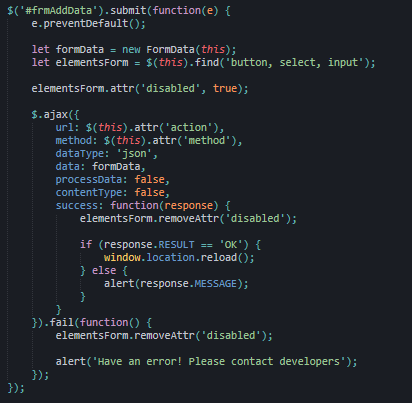 $('#frmAddData').submit(function(e) {
    e.preventDefault();

    let formData = new FormData(this);
    let elementsForm = $(this).find('button, select, input');

    elementsForm.attr('disabled', true);

    $.ajax({
        url: $(this).attr('action'),
        method: $(this).attr('method'),
        dataType: 'json',
        data: formData,
        processData: false,
        contentType: false,
        success: function(response) {
            elementsForm.removeAttr('disabled');

            if (response.RESULT == 'OK') {
                window.location.reload();
            } else {
                alert(response.MESSAGE);
            }
        }
    }).fail(function() {
        elementsForm.removeAttr('disabled');

        alert('Have an error! Please contact developers');
    });
});